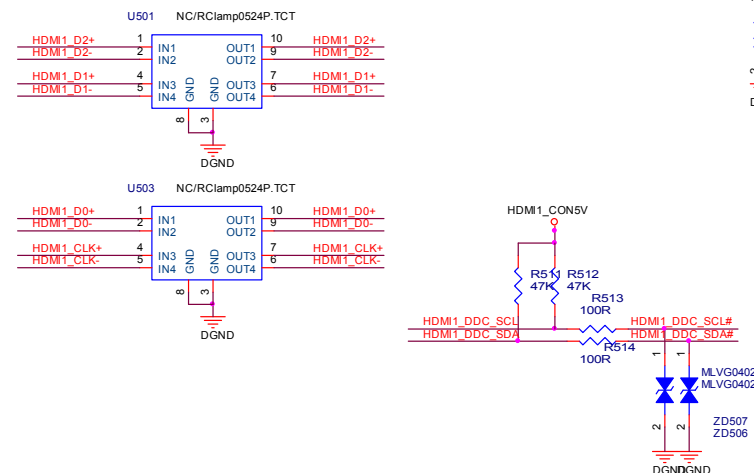 U501 NC/RClamp0524P.TCT
HDMI1_D2+ 1 IN1 OUT1 10 HDMI1_D2+
HDMI1_D2- 2 IN2 OUT2 9 HDMI1_D2-
HDMI1_D1+ 4 IN3 OUT3 7 HDMI1_D1+
HDMI1_D1- 5 IN4 OUT4 6 HDMI1_D1-
GND GND
8 3
DGND
U503 NC/RClamp0524P.TCT
HDMI1_D0+ 1 IN1 OUT1 10 HDMI1_D0+
HDMI1_D0- 2 IN2 OUT2 9 HDMI1_D0-
HDMI1_CLK+ 4 IN3 OUT3 7 HDMI1_CLK+
HDMI1_CLK- 5 IN4 OUT4 6 HDMI1_CLK-
GND GND
8 3
DGND
HDMI1_CON5V
R511 R512
47K 47K
R513
100R
HDMI1_DDC_SCL HDMI1_DDC_SCL#
HDMI1_DDC_SDA HDMI1_DDC_SDA#
R514
100R
1 1
MLVG0402
MLVG0402
2 2
ZD507
ZD506
DGND DGND